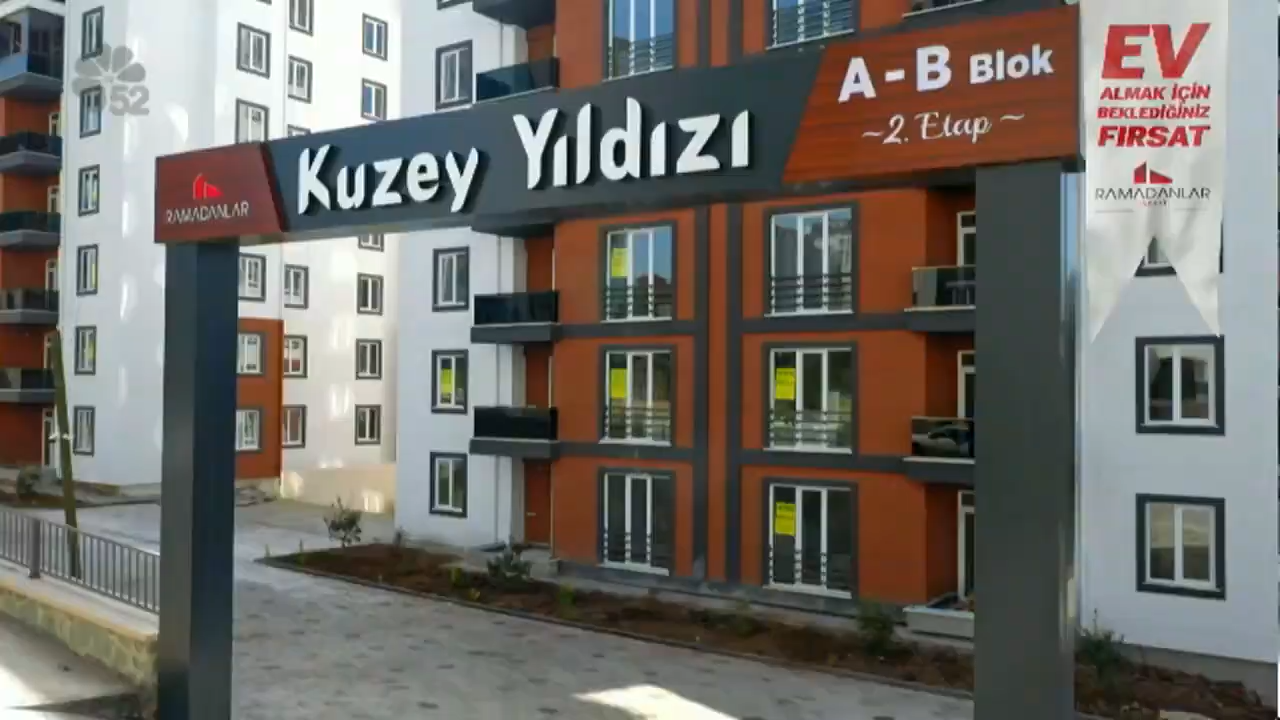 52
RAMADANLAR
Kuzey Yıldızı
A-B Blok
~2. Etap~
EV
ALMAK İÇİN
BEKLEDİĞİNİZ
FIRSAT
RAMADANLAR